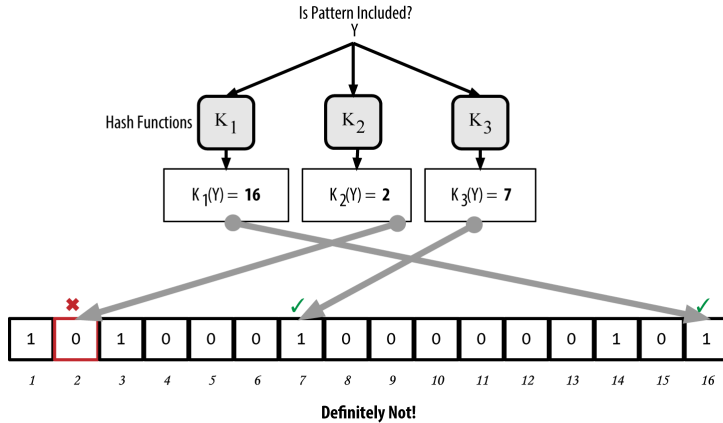 Is Pattern Included?
Y
Hash Functions K1 K2 K3
K1(Y) = 16 K2(Y) = 2 K3(Y) = 7
✖ ✓ ✓
1 0 1 0 0 0 1 0 0 0 0 0 0 1 0 1
1 2 3 4 5 6 7 8 9 10 11 12 13 14 15 16
Definitely Not!